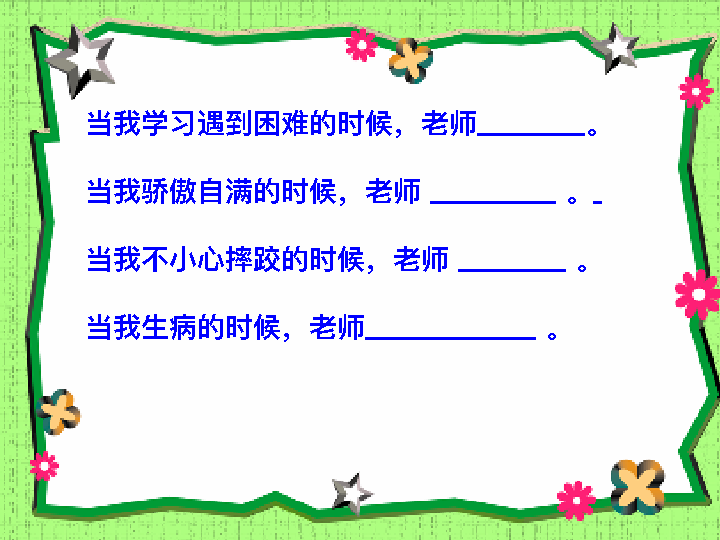 当我学习遇到困难的时候，老师________。
当我骄傲自满的时候，老师 _________ 。_
当我不小心摔跤的时候，老师 ________ 。
当我生病的时候，老师____________ 。